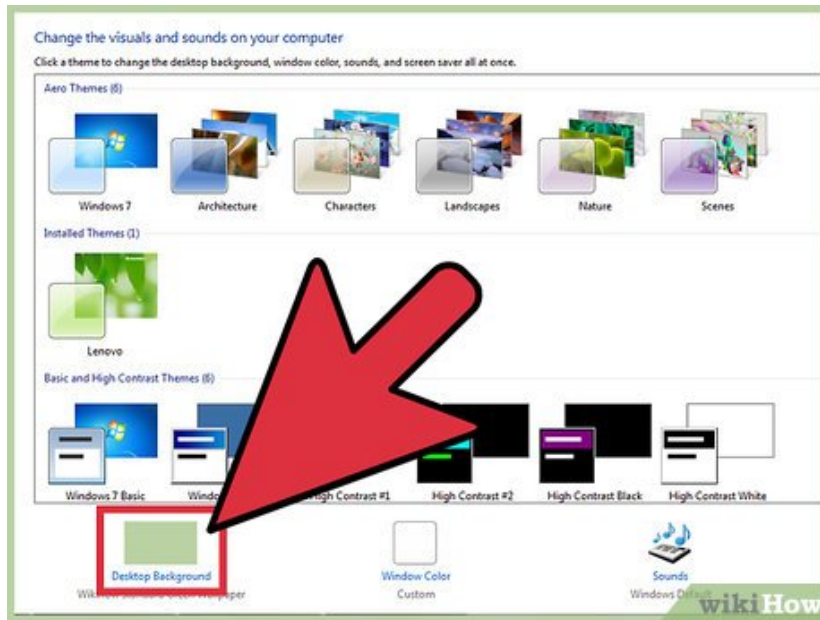 Change the visuals and sounds on your computer
Click a theme to change the desktop background, window color, sounds, and screen saver all at once.
Aero Themes (6)
Windows 7 Architecture Characters Landscapes Nature Scenes
Installed Themes (1)
Lenovo
Basic and High Contrast Themes (6)
Windows 7 Basic High Contrast #1 High Contrast #2 High Contrast Black High Contrast White
Desktop Background Window Color Sounds
Custom Windows
wikiHow